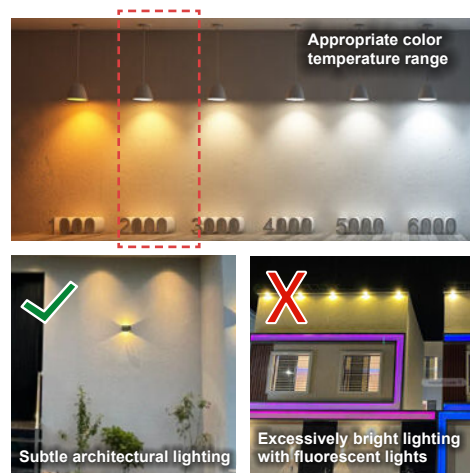 Appropriate color
temperature range
1000 2000 3000 4000 5000 6000
Subtle architectural lighting
Excessively bright lighting
with fluorescent lights